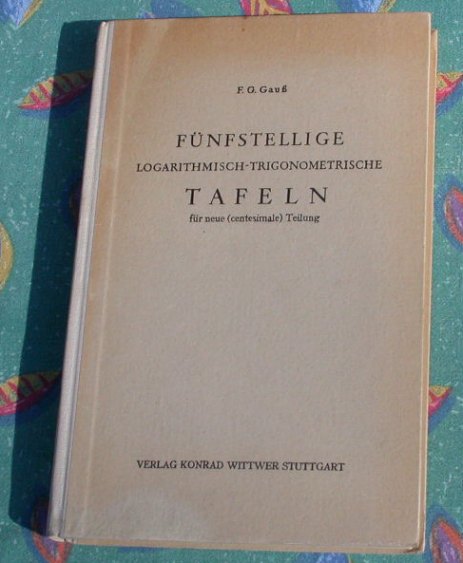 F. G. Gauß
FÜNFSTELLIGE
LOGARITHMISCH-TRIGONOMETRISCHE
TAFELN
für neue (centesimale) Teilung
VERLAG KONRAD WITTWER STUTTGART